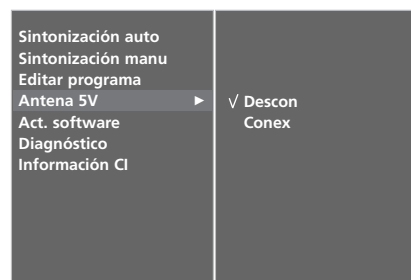 Sintonización auto
Sintonización manu
Editar programa
Antena 5V ►
Act. software
Diagnóstico
Información CI
√ Descon
Conex